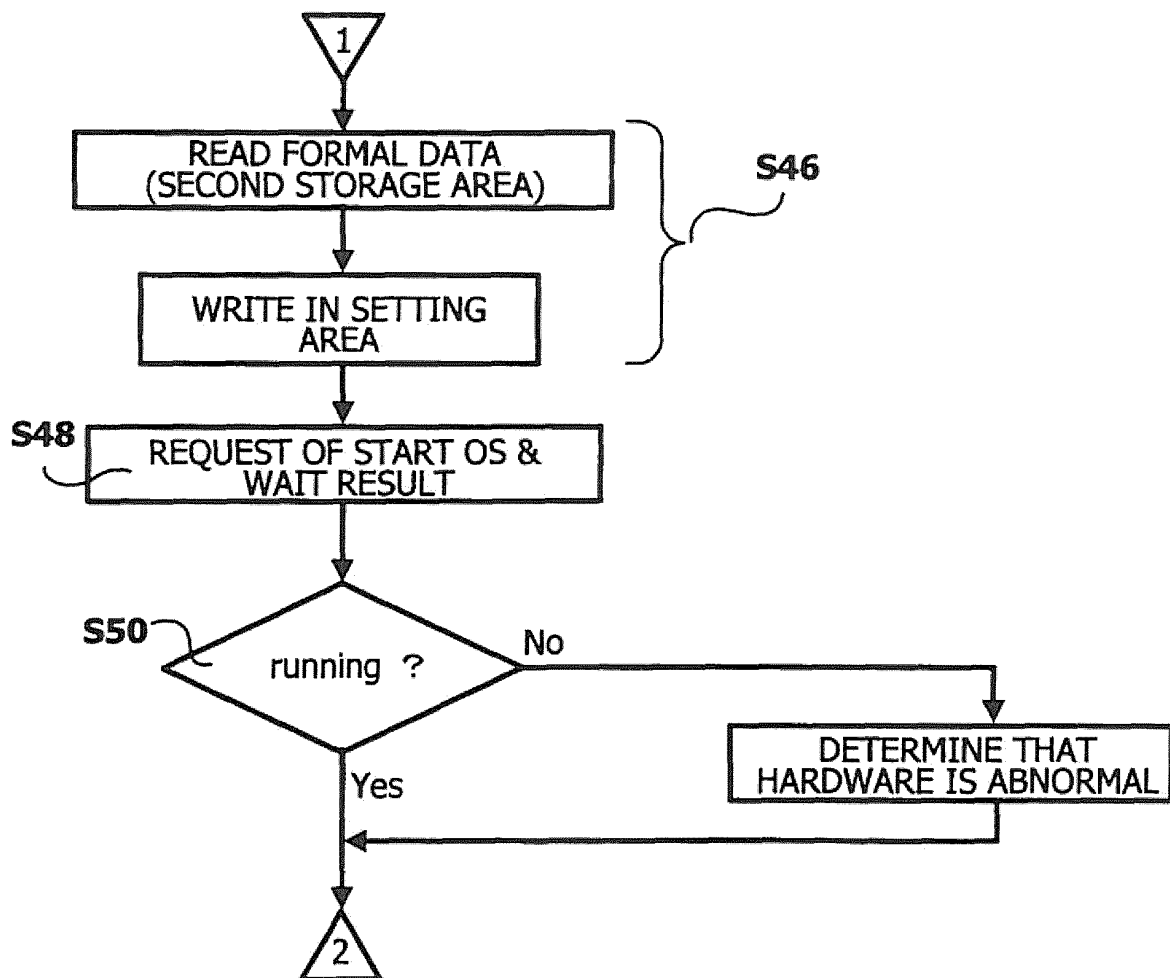 1
READ FORMAL DATA
(SECOND STORAGE AREA)
S46
WRITE IN SETTING
AREA
S48
REQUEST OF START OS &
WAIT RESULT
S50
running ?
No
Yes
DETERMINE THAT
HARDWARE IS ABNORMAL
2